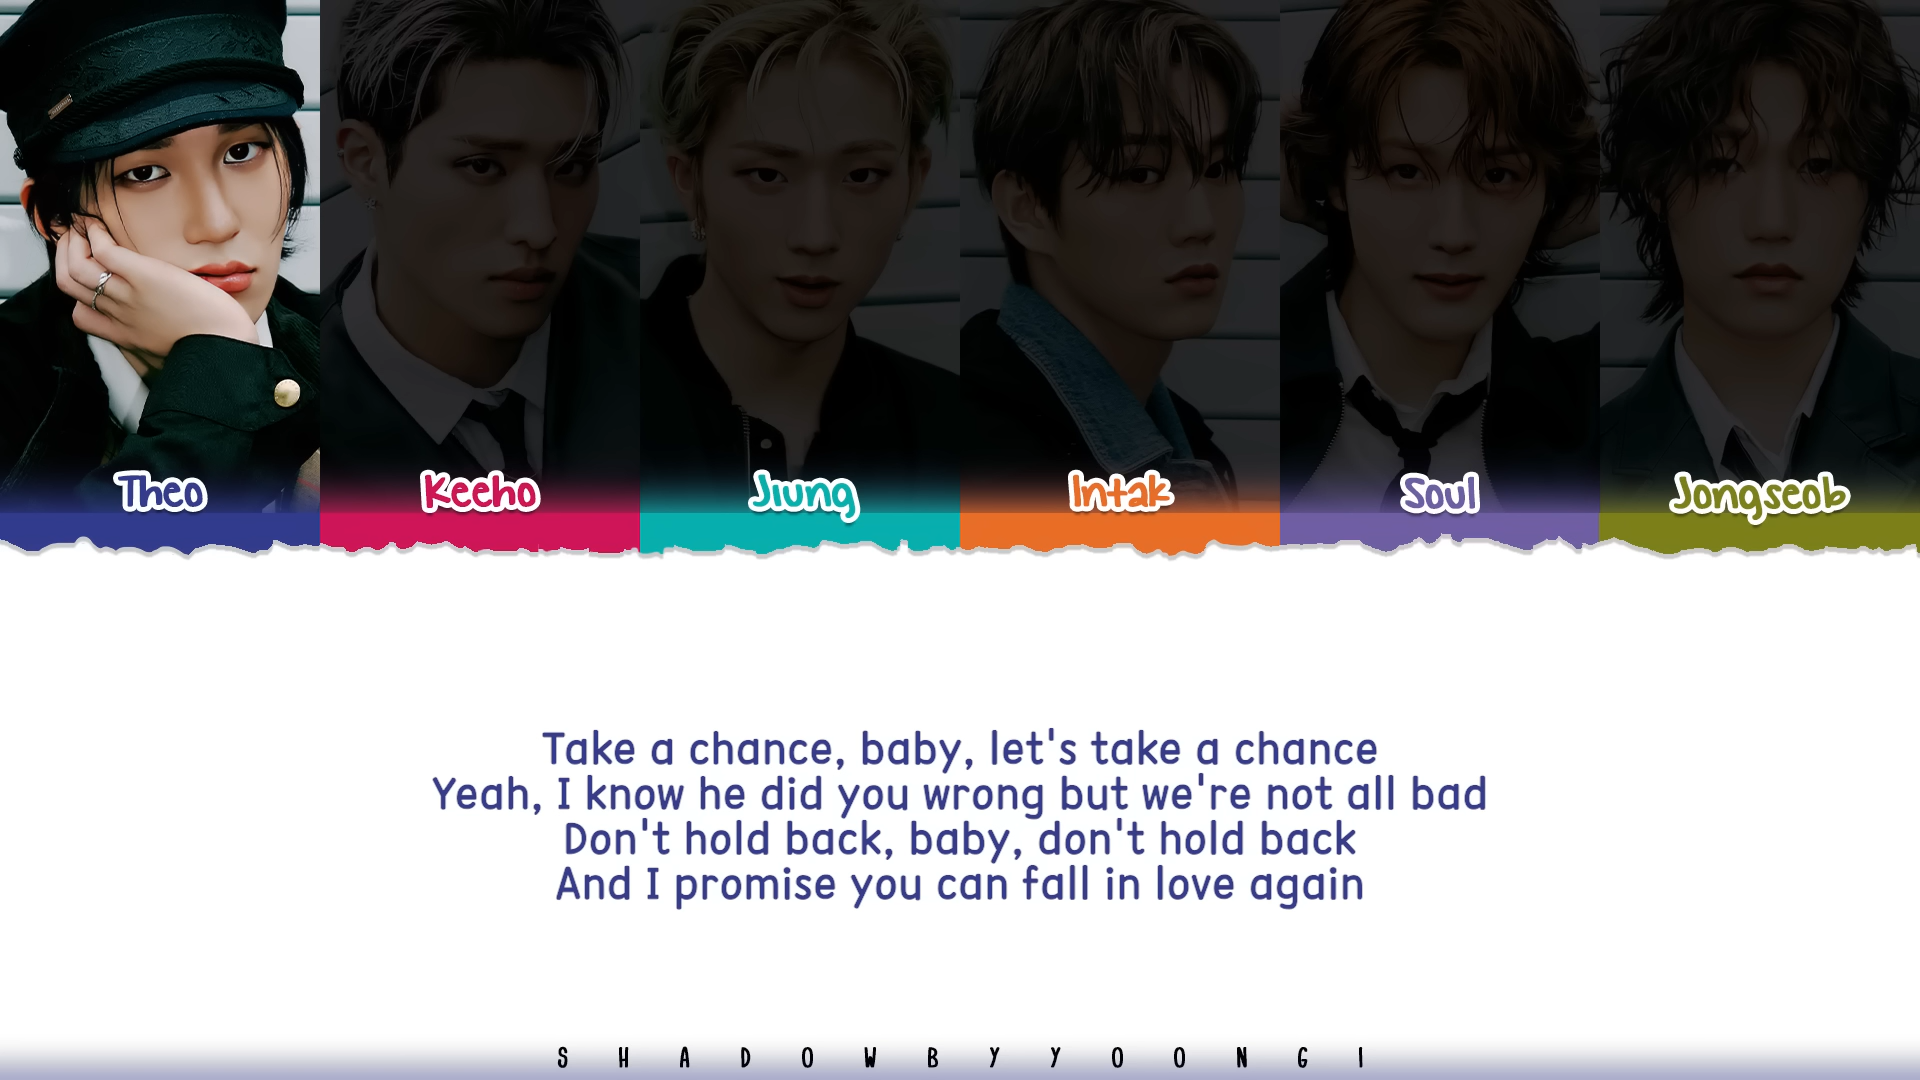 Theo Keeho Jiung Intak Soul Jongseob
Take a chance, baby, let's take a chance
Yeah, I know he did you wrong but we're not all bad
Don't hold back, baby, don't hold back
And I promise you can fall in love again
SHADOWBYYOONGI